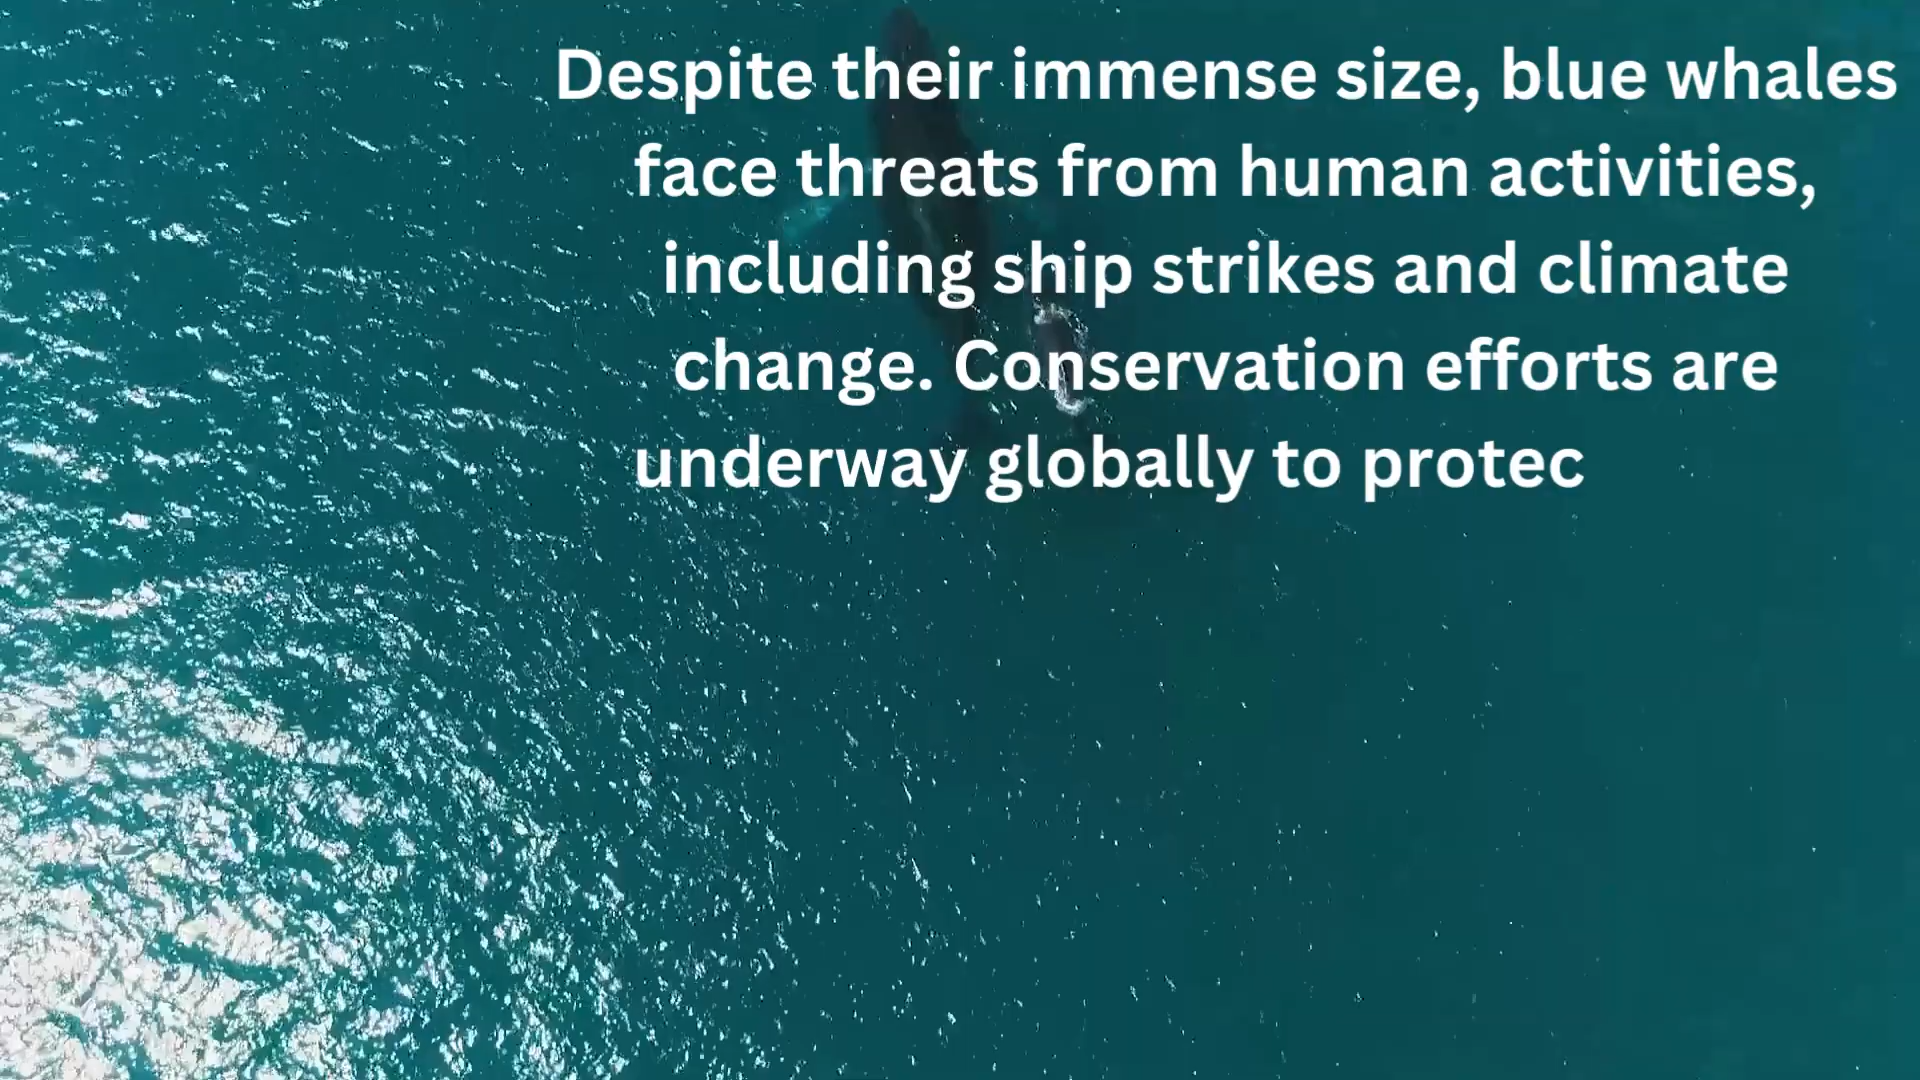 Despite their immense size, blue whales
face threats from human activities,
including ship strikes and climate
change. Conservation efforts are
underway globally to protec